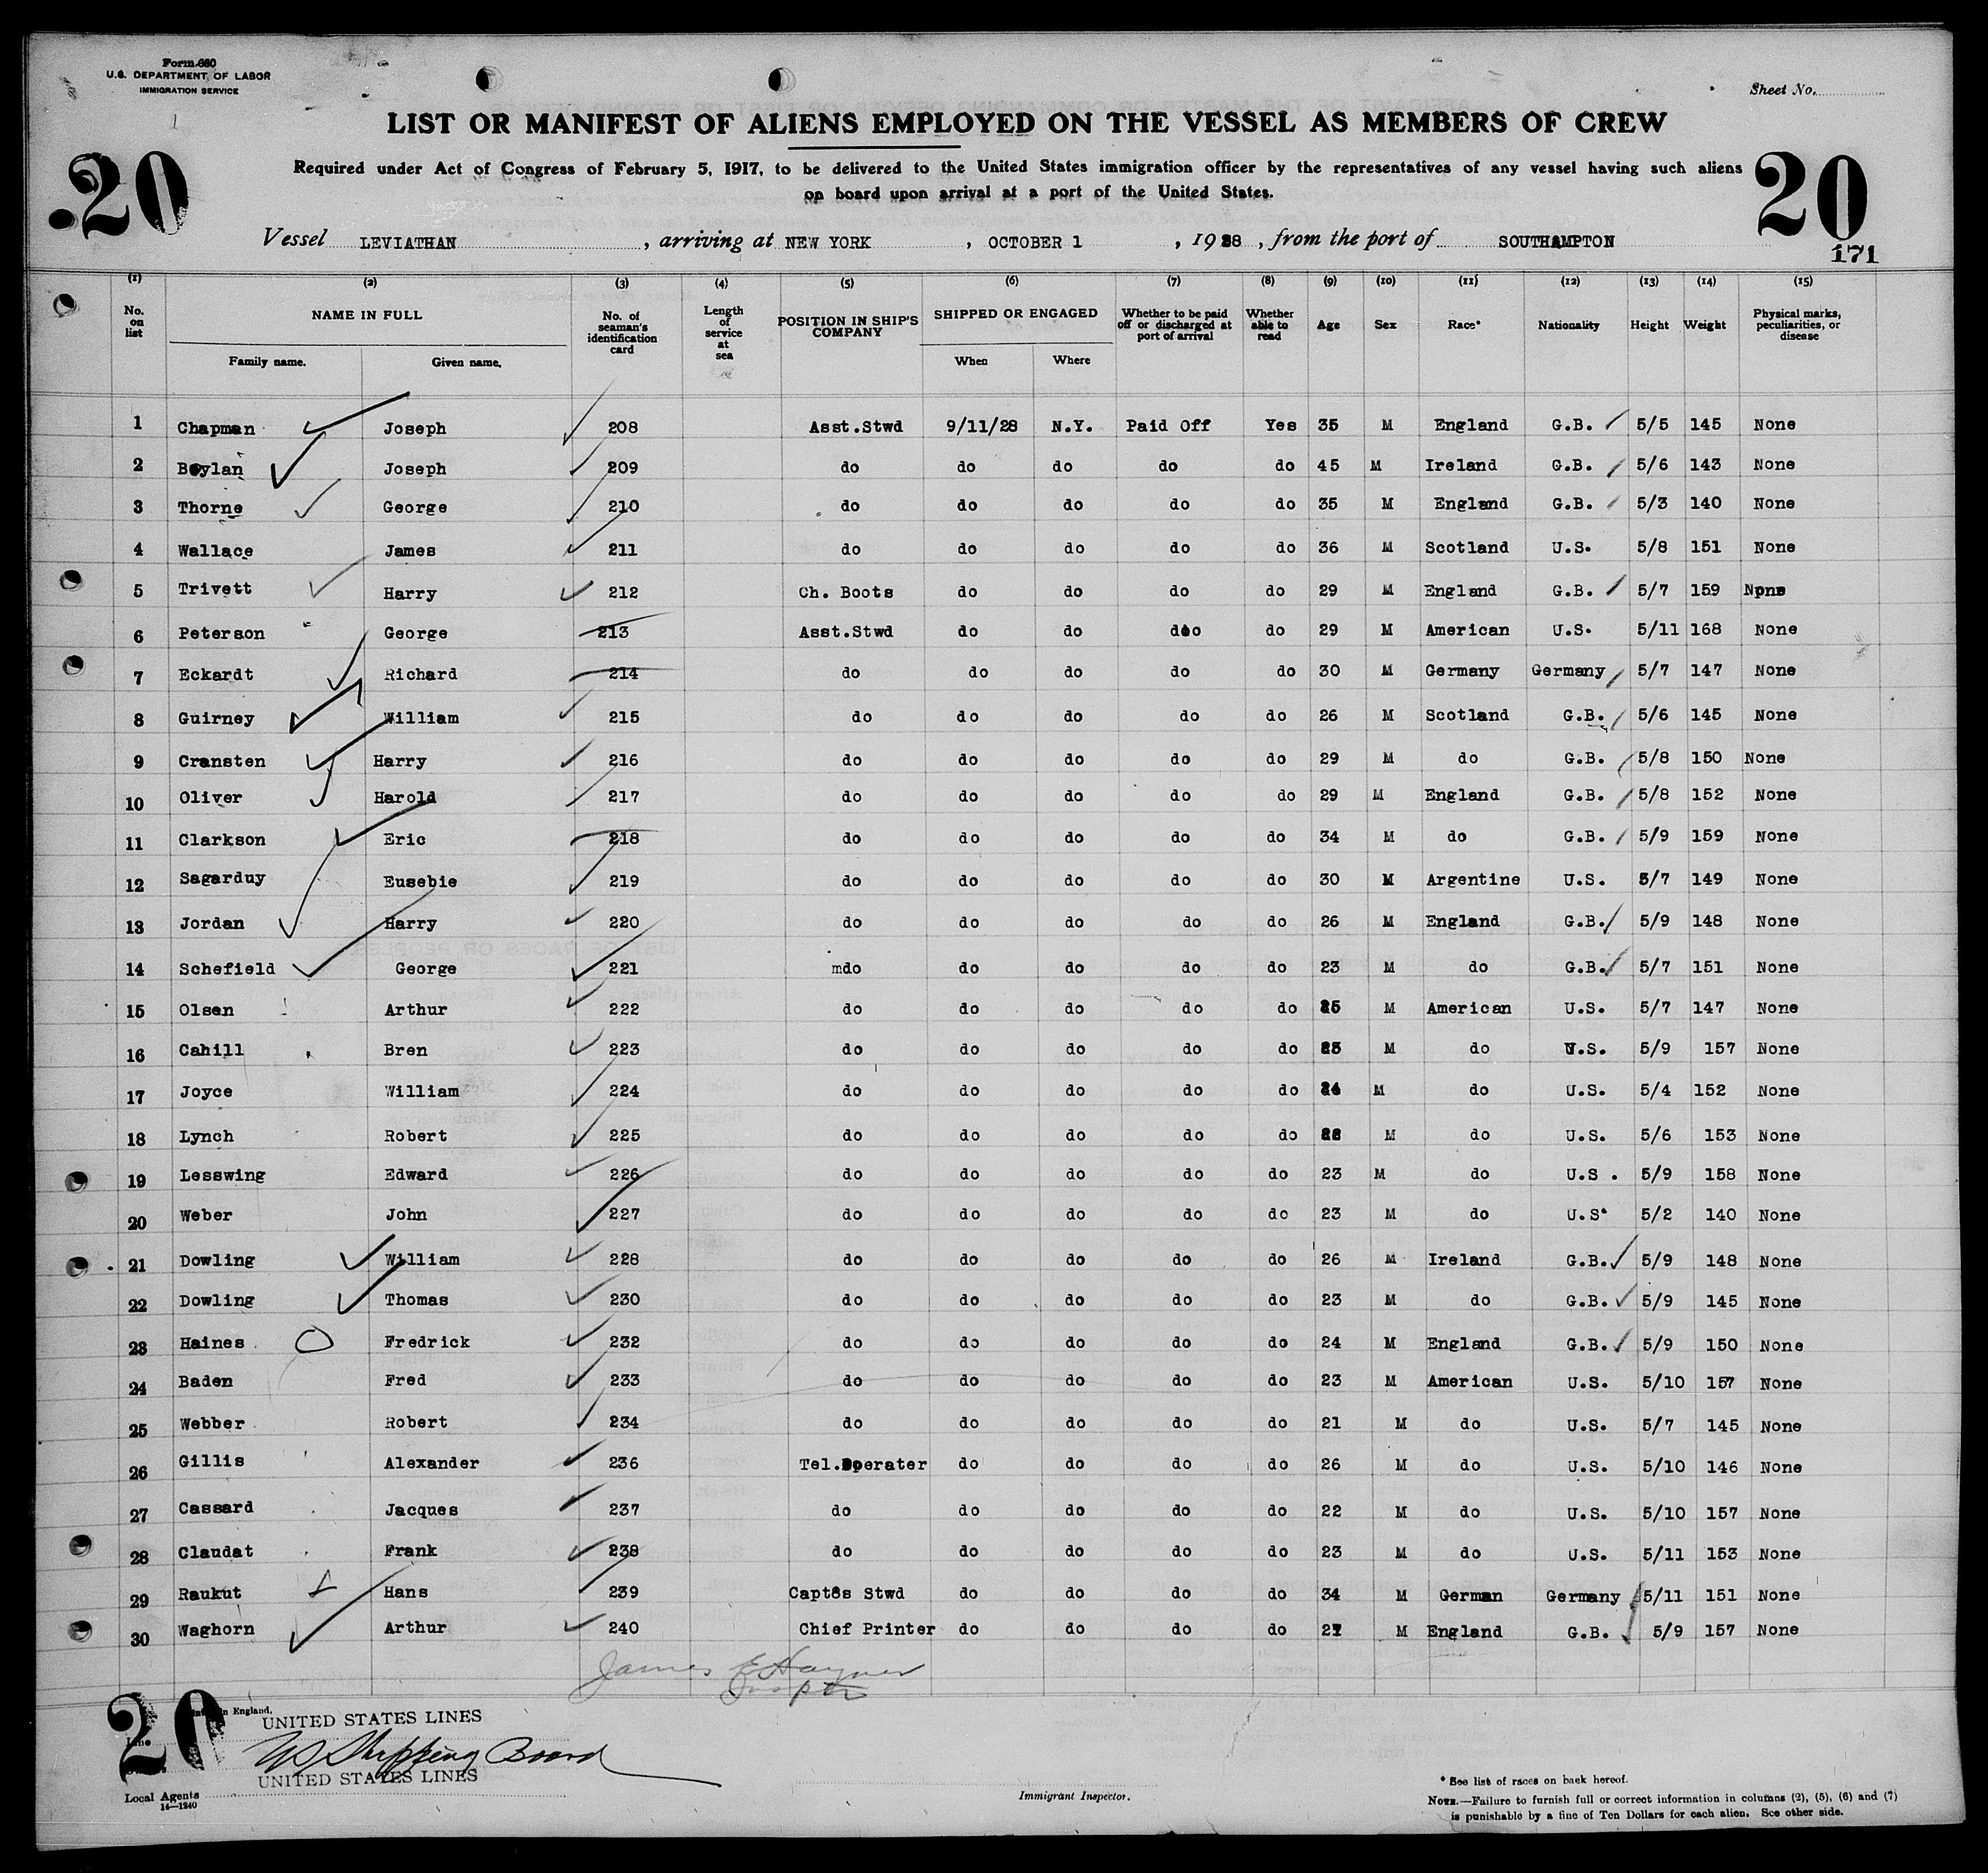 Form 680
U.S. DEPARTMENT OF LABOR
IMMIGRATION SERVICE
Sheet No.
LIST OR MANIFEST OF ALIENS EMPLOYED ON THE VESSEL AS MEMBERS OF CREW
20 20
Required under Act of Congress of February 5, 1917, to be delivered to the United States immigration officer by the representatives of any vessel having such aliens
on board upon arrival at a port of the United States.
Vessel LEVIATHAN, arriving at NEW YORK, OCTOBER 1, 1928, from the port of SOUTHAMPTON
171
(1) (2) (3) (4) (5) (6) (7) (8) (9) (10) (11) (12) (13) (14) (15)
No. on list NAME IN FULL Family name. Given name. No. of seaman's identification card Length of service at sea POSITION IN SHIP'S COMPANY SHIPPED OR ENGAGED When Where Whether to be paid off or discharged at port of arrival Whether able to read Age Sex Race* Nationality Height Weight Physical marks, peculiarities, or disease
1 Chapman Joseph 208 Asst.Stwd 9/11/28 N.Y. Paid Off Yes 35 M England G.B. 5/5 145 None
2 Boylan Joseph 209 do do do do do 45 M Ireland G.B. 5/6 143 None
3 Thorne George 210 do do do do do 35 M England G.B. 5/3 140 None
4 Wallace James 211 do do do do do 36 M Scotland U.S. 5/8 151 None
5 Trivett Harry 212 Ch. Boots do do do do 29 M England G.B. 5/7 159 None
6 Peterson George 213 Asst.Stwd do do do do 29 M American U.S. 5/11 168 None
7 Eckardt Richard 214 do do do do do 30 M Germany Germany 5/7 147 None
8 Guirney William 215 do do do do do 26 M Scotland G.B. 5/6 145 None
9 Cransten Harry 216 do do do do do 29 M do G.B. 5/8 150 None
10 Oliver Harold 217 do do do do do 29 M England G.B. 5/8 152 None
11 Clarkson Eric 218 do do do do do 34 M do G.B. 5/9 159 None
12 Sagarduy Eusebie 219 do do do do do 30 M Argentine U.S. 5/7 149 None
13 Jordan Harry 220 do do do do do 26 M England G.B. 5/9 148 None
14 Schefield George 221 mdo do do do do 23 M do G.B. 5/7 151 None
15 Olsen Arthur 222 do do do do do M American U.S. 5/7 147 None
16 Cahill Bren 223 do do do do do M do U.S. 5/9 157 None
17 Joyce William 224 do do do do do M do U.S. 5/4 152 None
18 Lynch Robert 225 do do do do do M do U.S. 5/6 153 None
19 Lesswing Edward 226 do do do do do 23 M do U.S. 5/9 158 None
20 Weber John 227 do do do do do 23 M do U.S. 5/2 140 None
21 Dowling William 228 do do do do do 26 M Ireland G.B. 5/9 148 None
22 Dowling Thomas 230 do do do do do 23 M do G.B. 5/9 145 None
23 Haines Fredrick 232 do do do do do 24 M England G.B. 5/9 150 None
24 Baden Fred 233 do do do do do 23 M American U.S. 5/10 157 None
25 Webber Robert 234 do do do do do 21 M do U.S. 5/7 145 None
26 Gillis Alexander 236 Tel.Operater do do do do 26 M do U.S. 5/10 146 None
27 Cassard Jacques 237 do do do do do 22 M do U.S. 5/10 157 None
28 Claudat Frank 238 do do do do do 23 M do U.S. 5/11 153 None
29 Raukut Hans 239 Capt8s Stwd do do do do 34 M German Germany 5/11 151 None
30 Waghorn Arthur 240 Chief Printer do do do do M England G.B. 5/9 157 None
James E Hayner
20
England.
UNITED STATES LINES
US Shipping Board
UNITED STATES LINES
Local Agents
14—1240
Immigrant Inspector.
* See list of races on back hereof.
NOTE.—Failure to furnish full or correct information in columns (2), (5), (6) and (7)
is punishable by a fine of Ten Dollars for each alien. See other side.